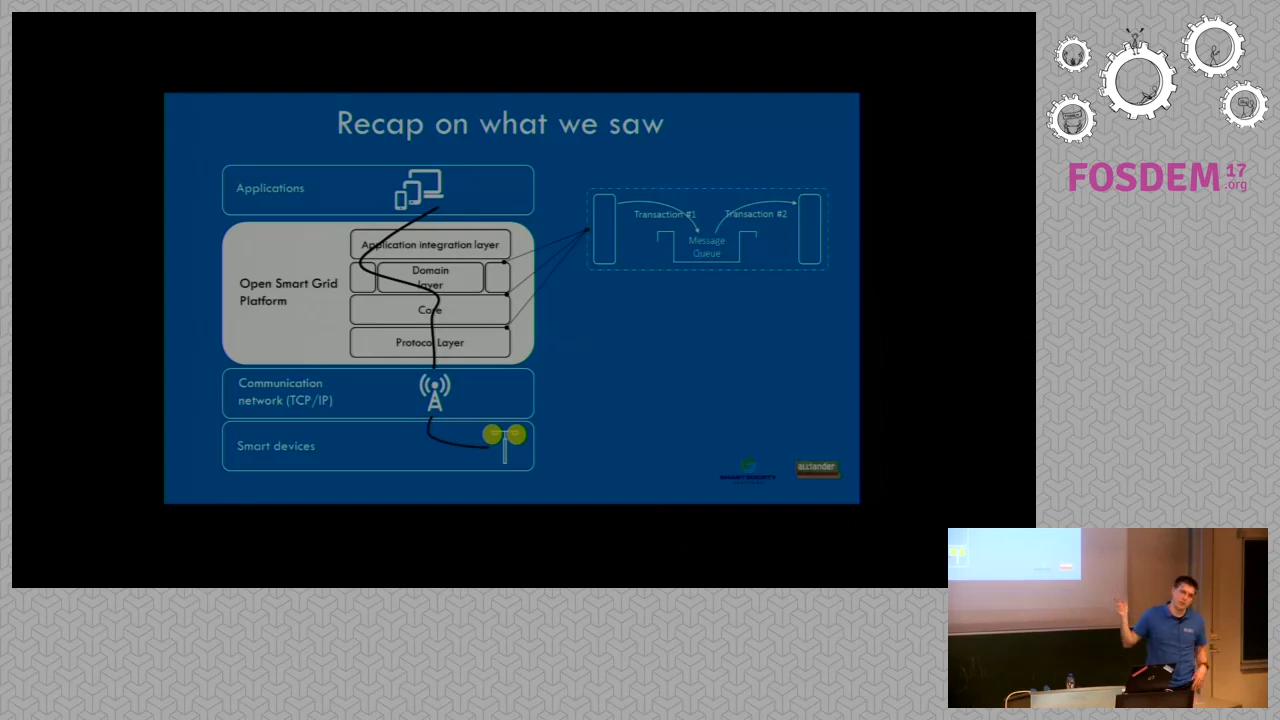 Recap on what we saw
Applications
Application integration layer
Domain
layer
Open Smart Grid
Platform
Core
Protocol Layer
Communication
network (TCP/IP)
Smart devices
Transaction #1
Transaction #2
Message
Queue
SMART SOCIETY
alliander
FOSDEM 17
.org